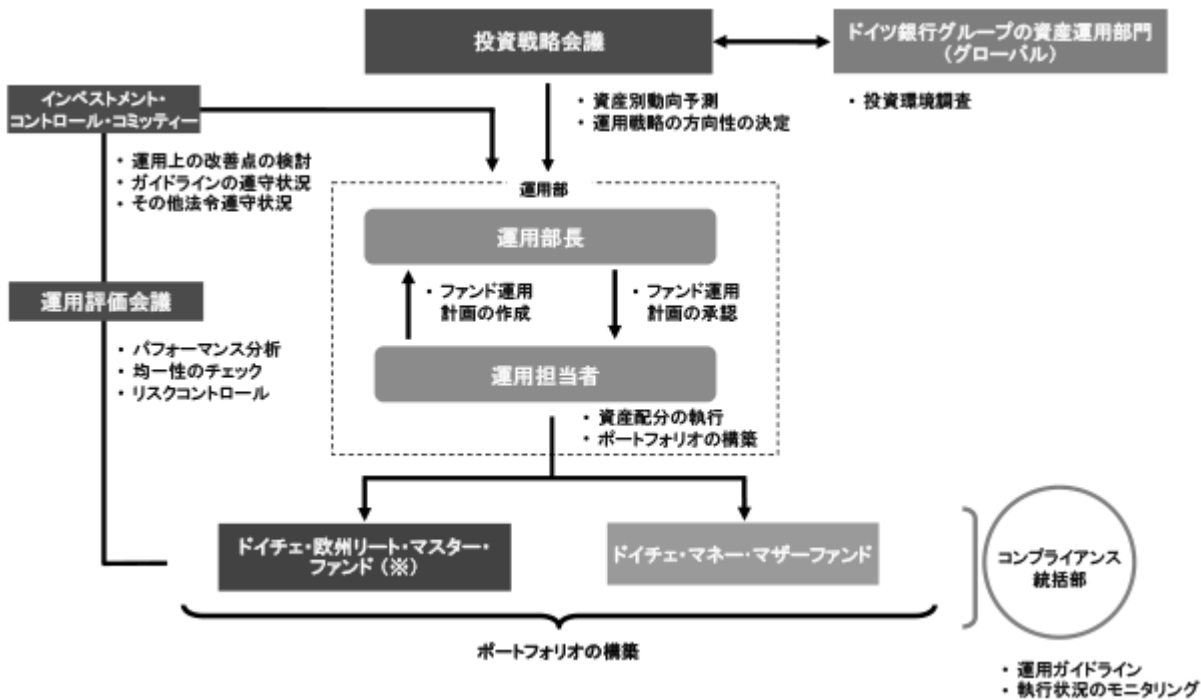 投資戦略会議
ドイツ銀行グループの資産運用部門
(グローバル)
・ 資産別動向予測
・ 運用戦略の方向性の決定
・ 投資環境調査
インベストメント・
コントロール・コミッティー
・ 運用上の改善点の検討
・ ガイドラインの遵守状況
・ その他法令遵守状況
運用部
運用部長
・ ファンド運用
計画の作成
・ ファンド運用
計画の承認
運用評価会議
・ パフォーマンス分析
・ 均一性のチェック
・ リスクコントロール
運用担当者
・ 資産配分の執行
・ ポートフォリオの構築
ドイチェ・欧州リート・マスター・
ファンド (※)
ドイチェ・マネー・マザーファンド
コンプライアンス
統括部
ポートフォリオの構築
・ 運用ガイドライン
・ 執行状況のモニタリング